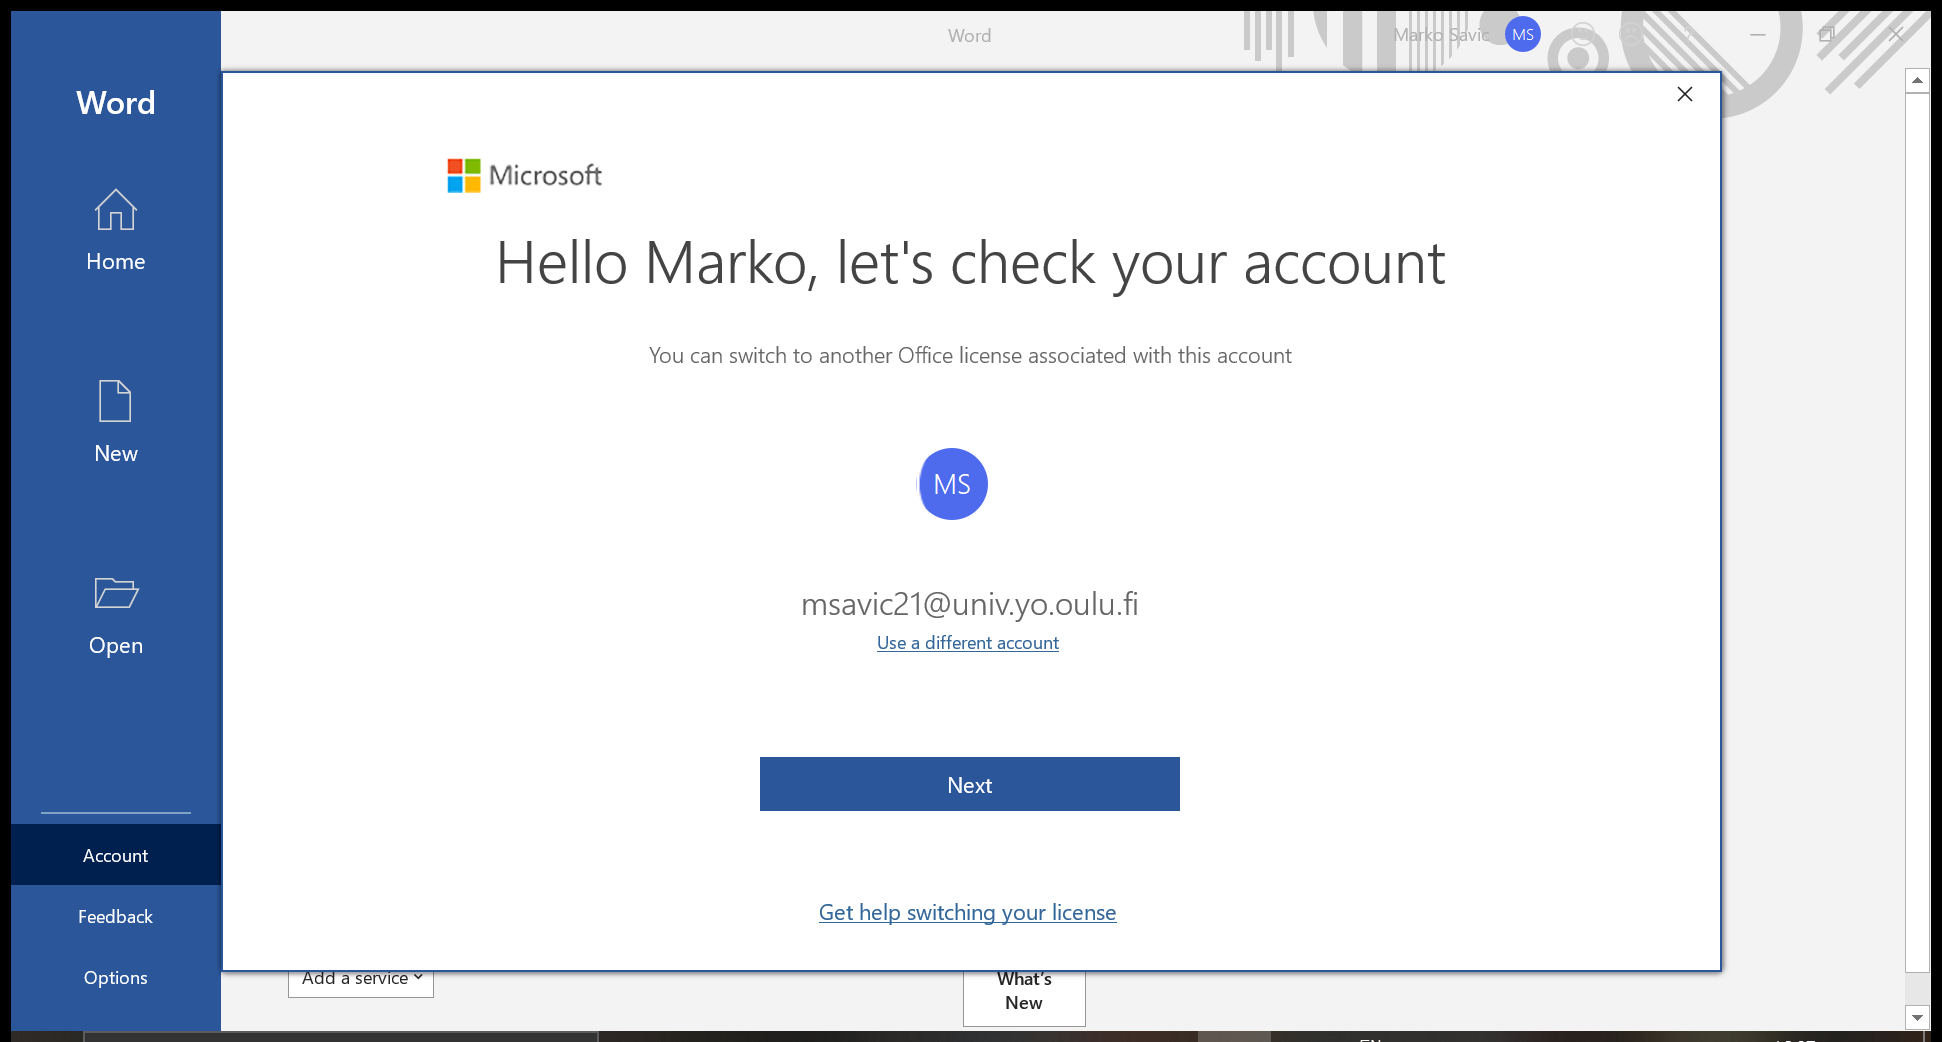 Word
Marko Savic
MS
Word
Home
New
Open
Account
Feedback
Options
Microsoft
Hello Marko, let's check your account
You can switch to another Office license associated with this account
MS
msavic21@univ.yo.oulu.fi
Use a different account
Next
Get help switching your license
Add a service
What's
New